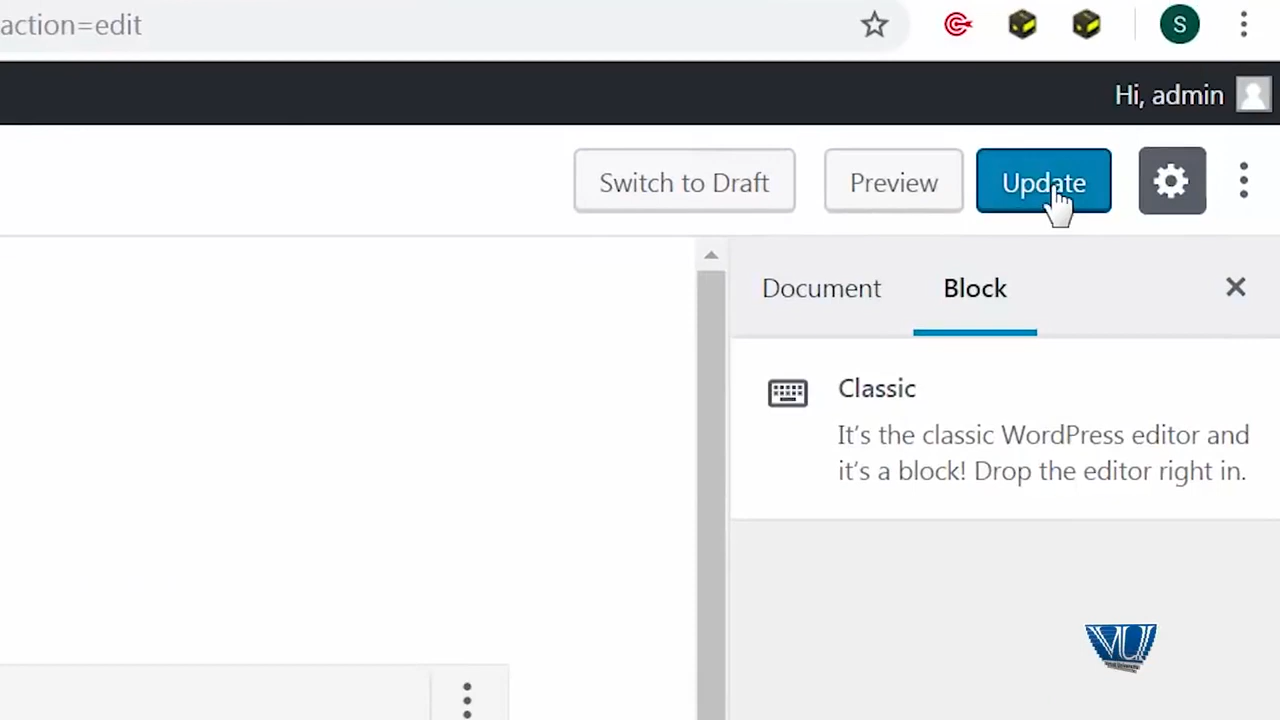 action=edit
S
Hi, admin
Switch to Draft
Preview
Update
Document
Block
Classic
It's the classic WordPress editor and
it's a block! Drop the editor right in.
VU